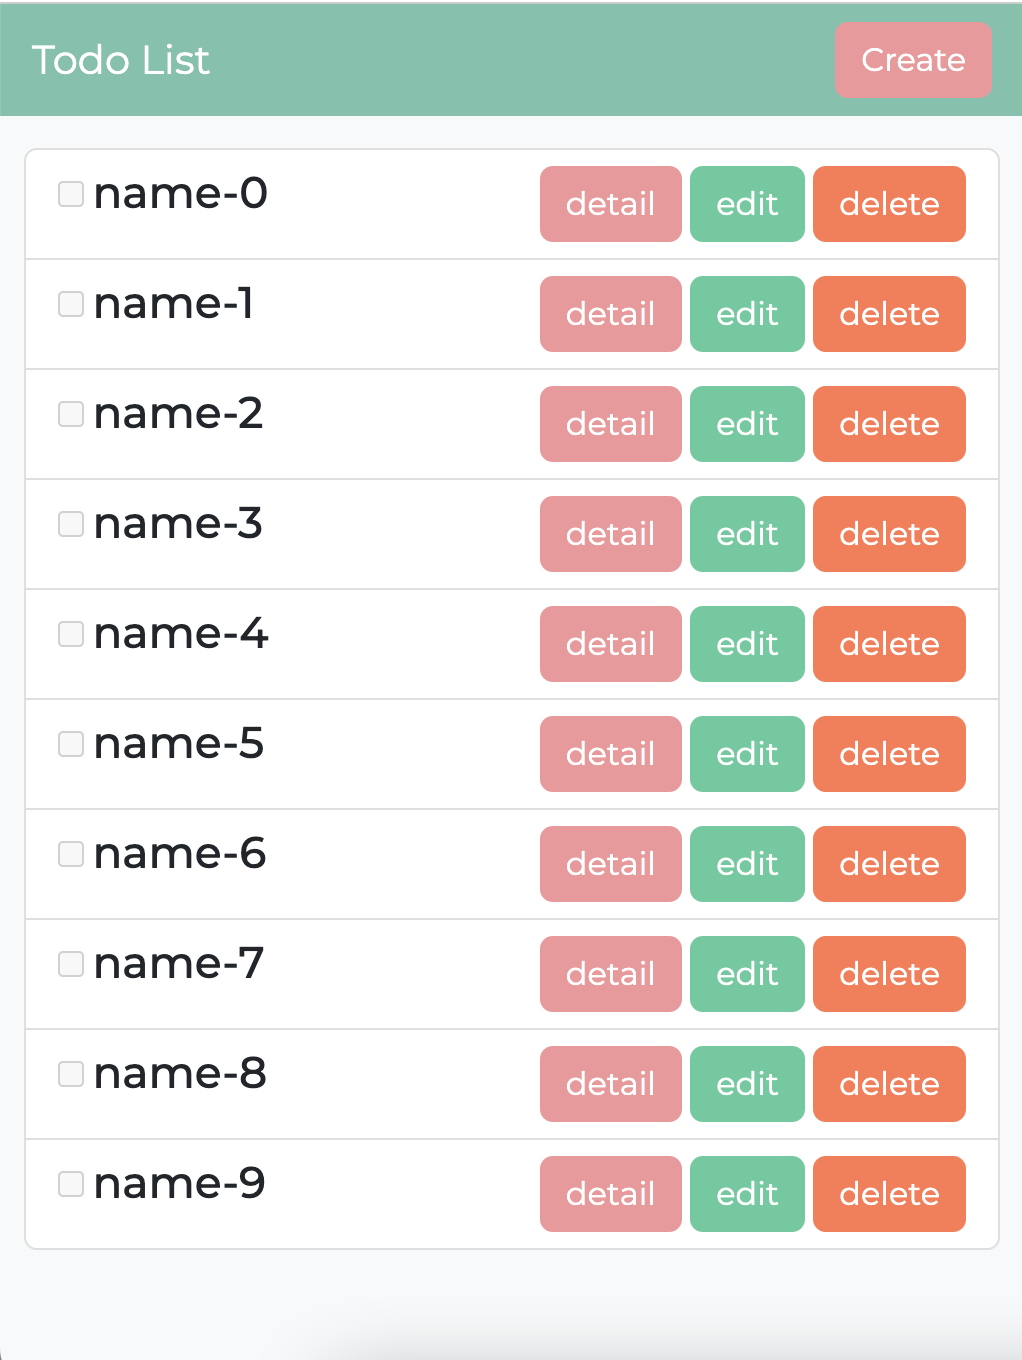 Todo List Create
name-0 detail edit delete
name-1 detail edit delete
name-2 detail edit delete
name-3 detail edit delete
name-4 detail edit delete
name-5 detail edit delete
name-6 detail edit delete
name-7 detail edit delete
name-8 detail edit delete
name-9 detail edit delete